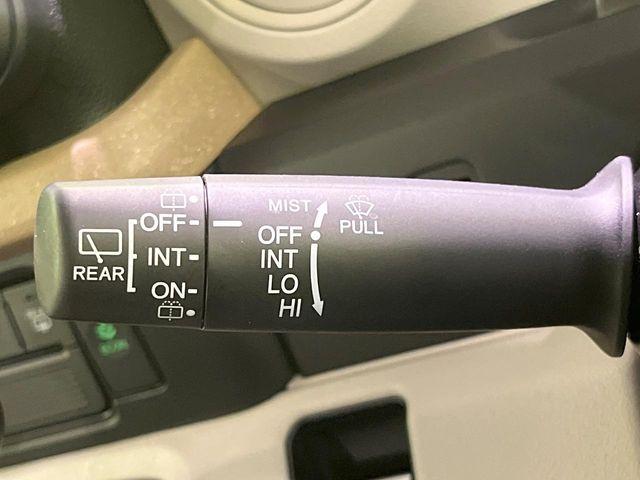 REAR
OFF
INT
ON
MIST
OFF
INT
LO
HI
PULL